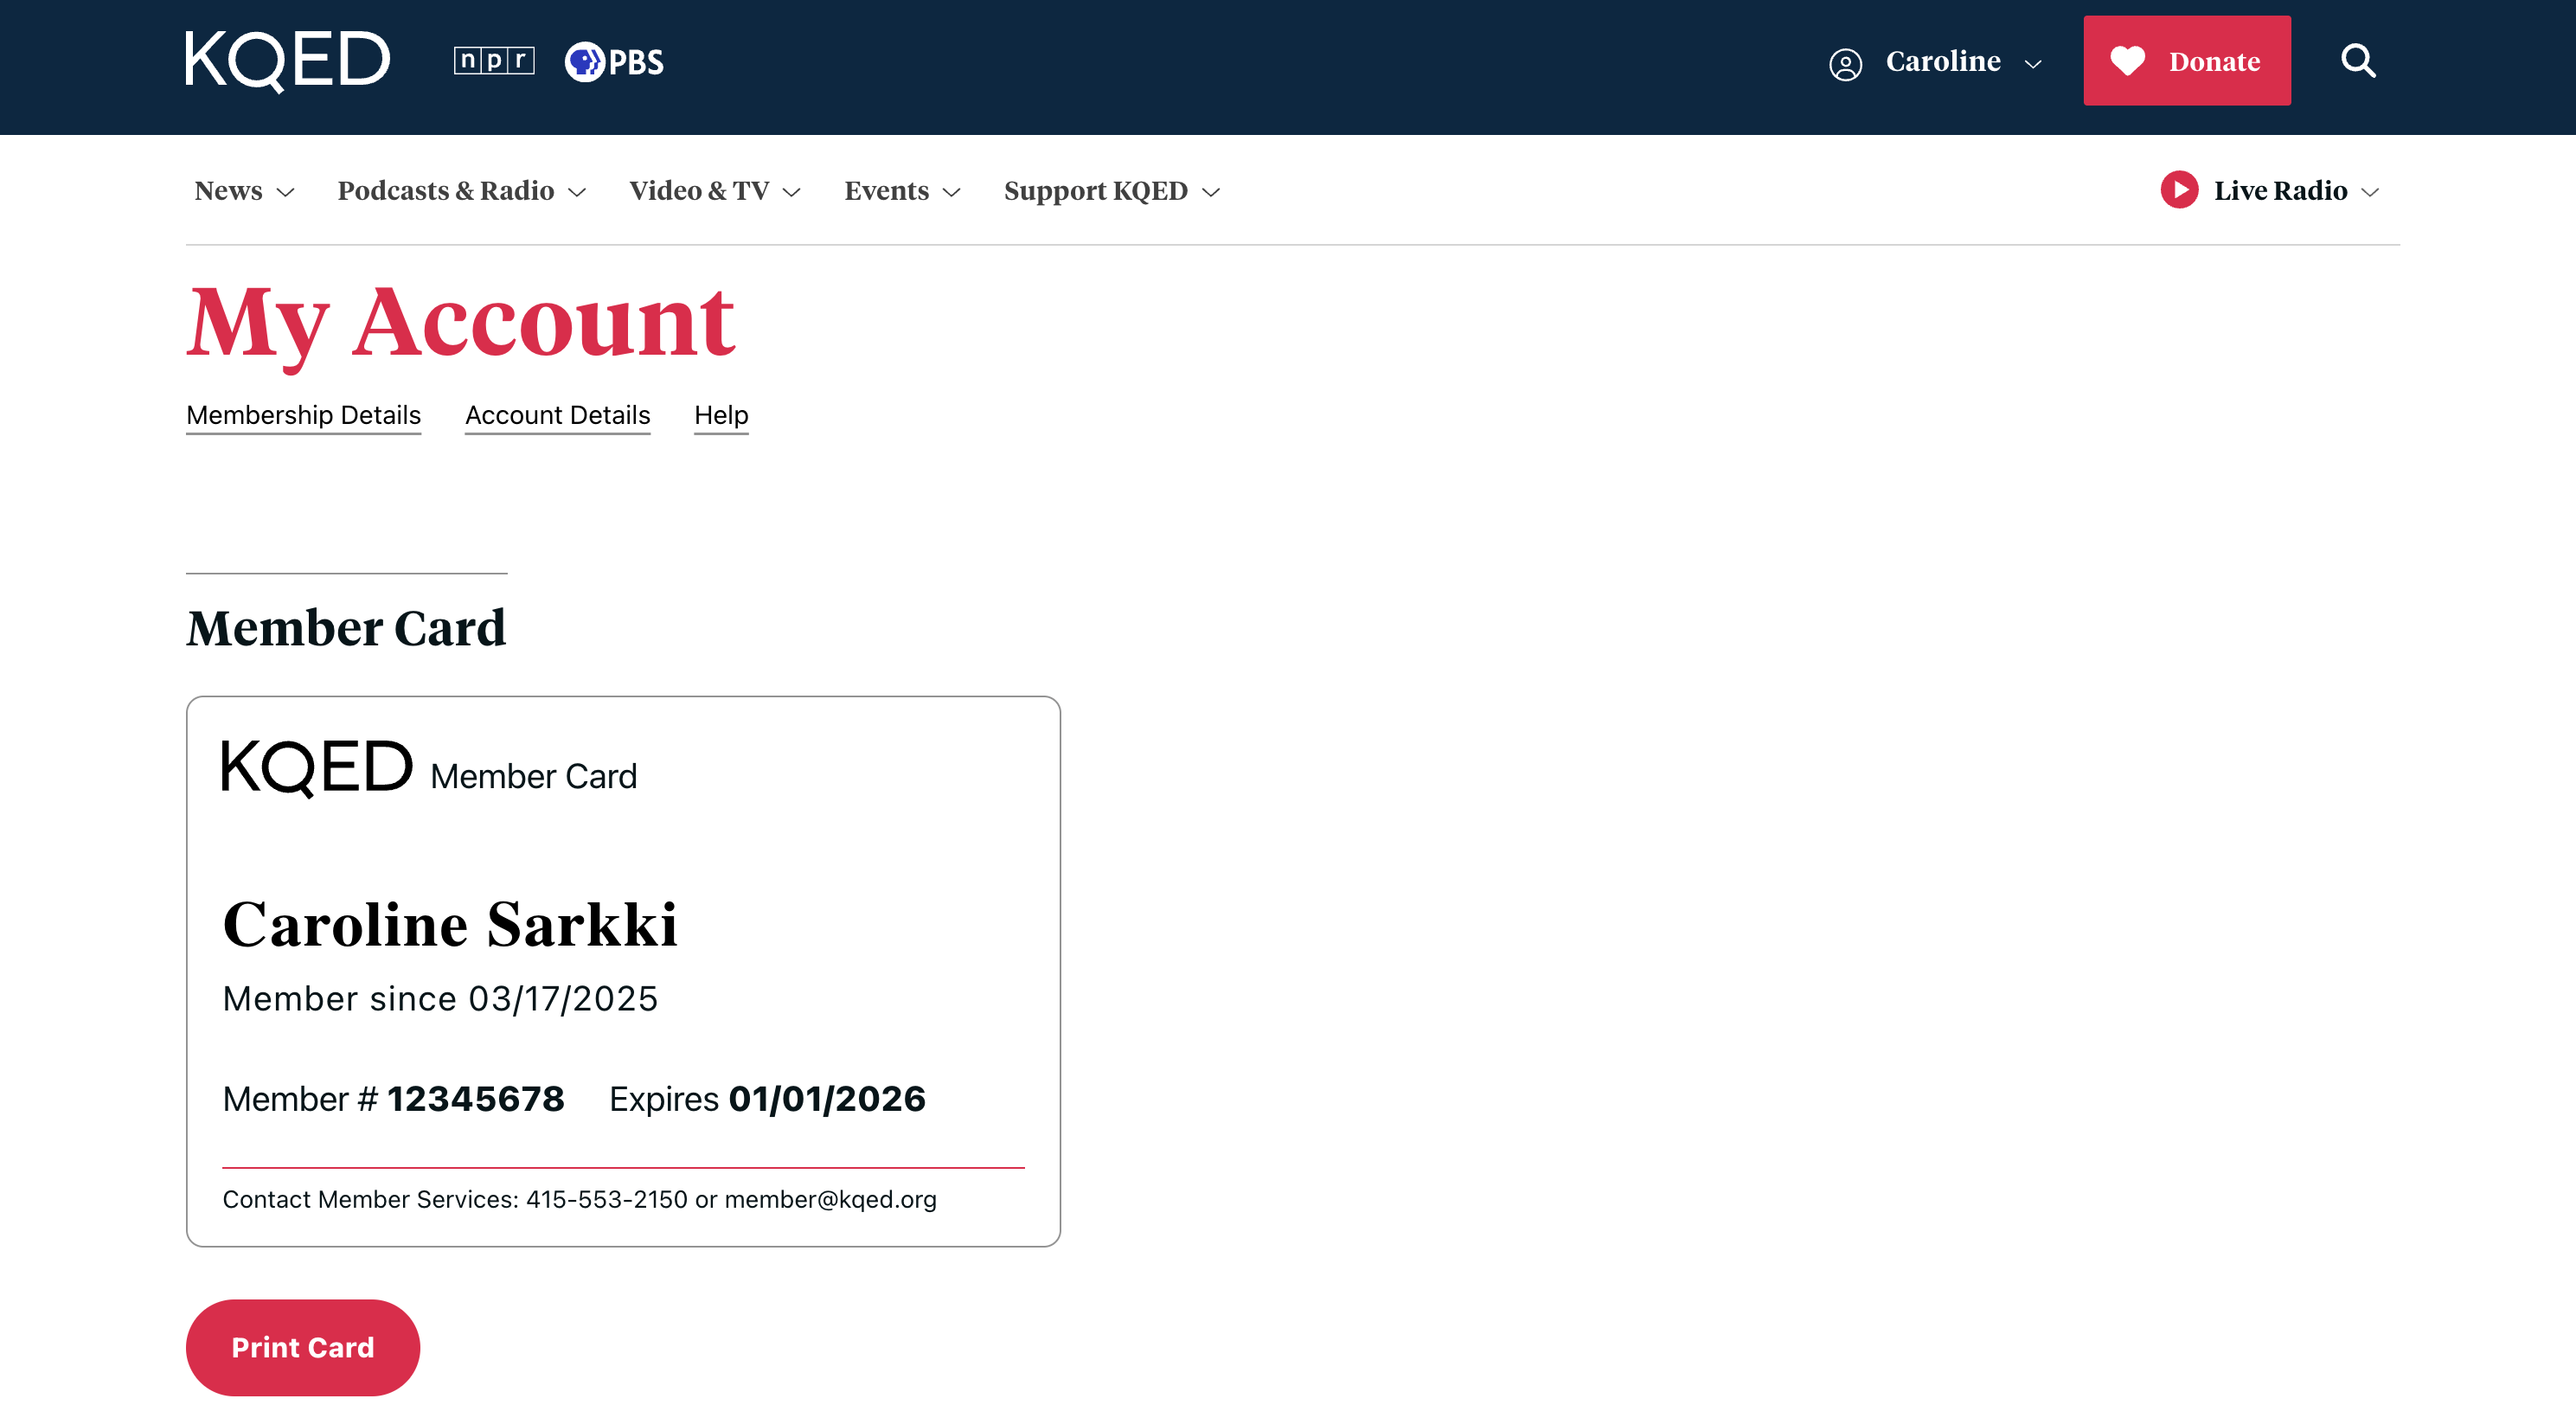 KQED npr PBS Caroline Donate
News Podcasts & Radio Video & TV Events Support KQED Live Radio
My Account
Membership Details Account Details Help
Member Card
KQED Member Card
Caroline Sarkki
Member since 03/17/2025
Member # 12345678 Expires 01/01/2026
Contact Member Services: 415-553-2150 or member@kqed.org
Print Card